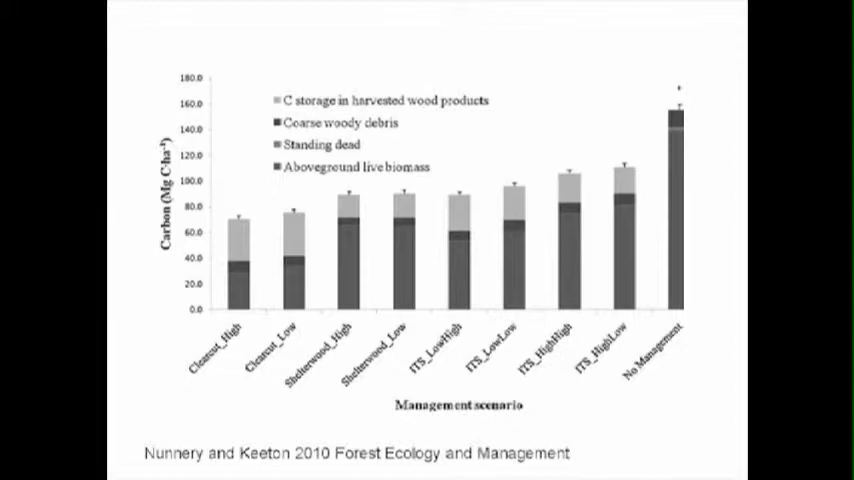 180.0
160.0
140.0
120.0
100.0
80.0
60.0
40.0
20.0
0.0
Carbon (Mg C·ha⁻¹)
C storage in harvested wood products
Coarse woody debris
Standing dead
Aboveground live biomass
*
Clearcut_High
Clearcut_Low
Shelterwood_High
Shelterwood_Low
ITS_LowHigh
ITS_LowLow
ITS_HighHigh
ITS_HighLow
No Management
Management scenario
Nunnery and Keeton 2010 Forest Ecology and Management